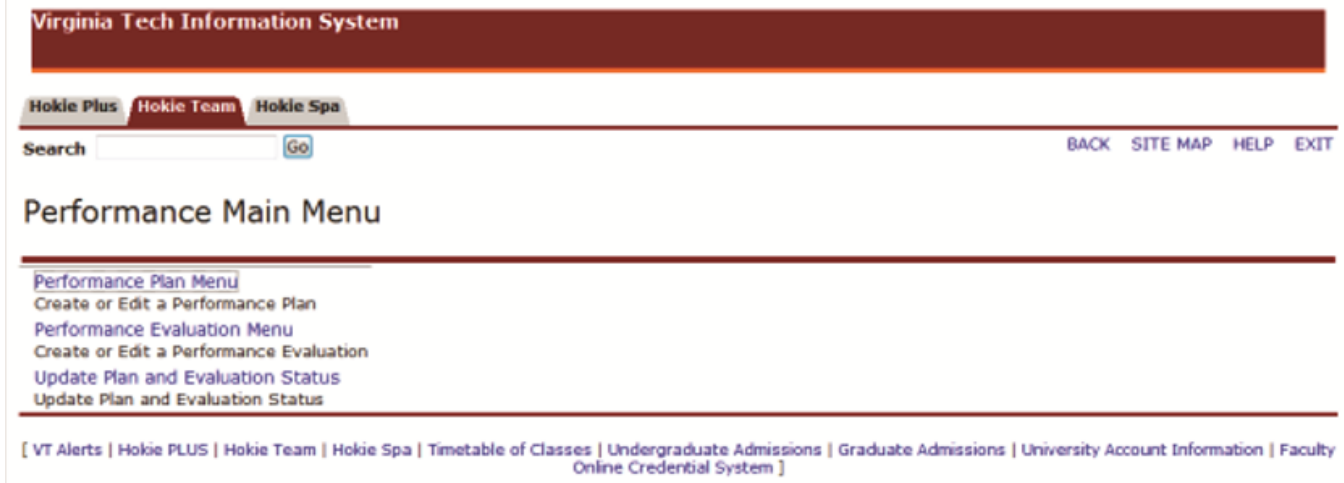 Virginia Tech Information System
Hokie Plus Hokie Team Hokie Spa
Search Go BACK SITE MAP HELP EXIT
Performance Main Menu
Performance Plan Menu
Create or Edit a Performance Plan
Performance Evaluation Menu
Create or Edit a Performance Evaluation
Update Plan and Evaluation Status
Update Plan and Evaluation Status
[ VT Alerts | Hokie PLUS | Hokie Team | Hokie Spa | Timetable of Classes | Undergraduate Admissions | Graduate Admissions | University Account Information | Faculty
Online Credential System ]